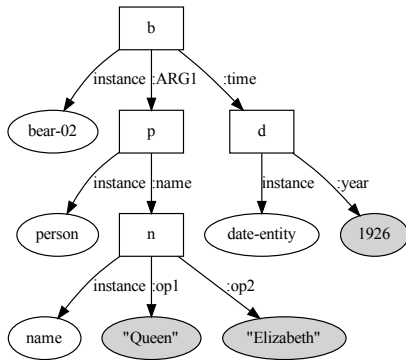 b
instance :ARG1 :time
bear-02 p d
instance :name instance :year
person n date-entity 1926
instance :op1 :op2
name "Queen" "Elizabeth"